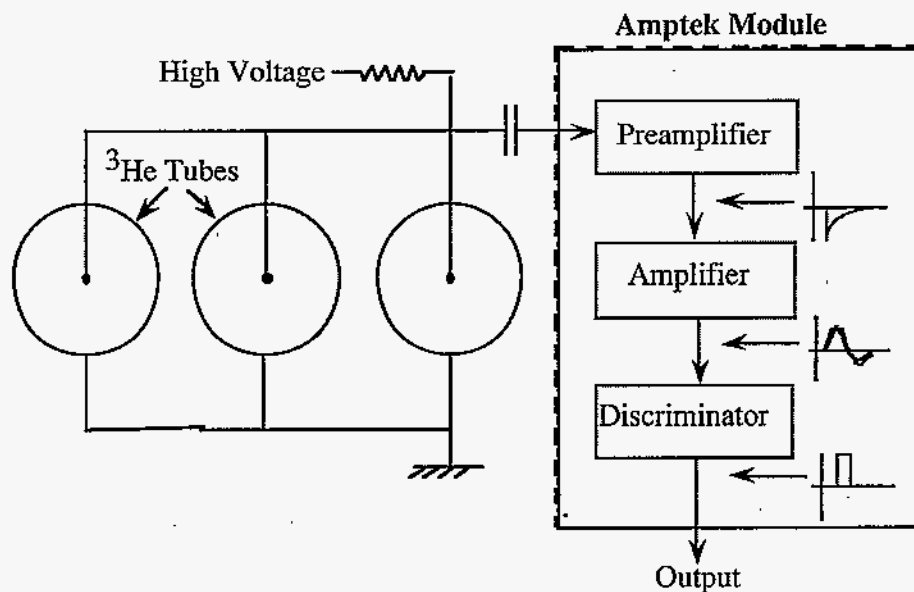 Amptek Module
High Voltage
Preamplifier
³He Tubes
Amplifier
Discriminator
Output